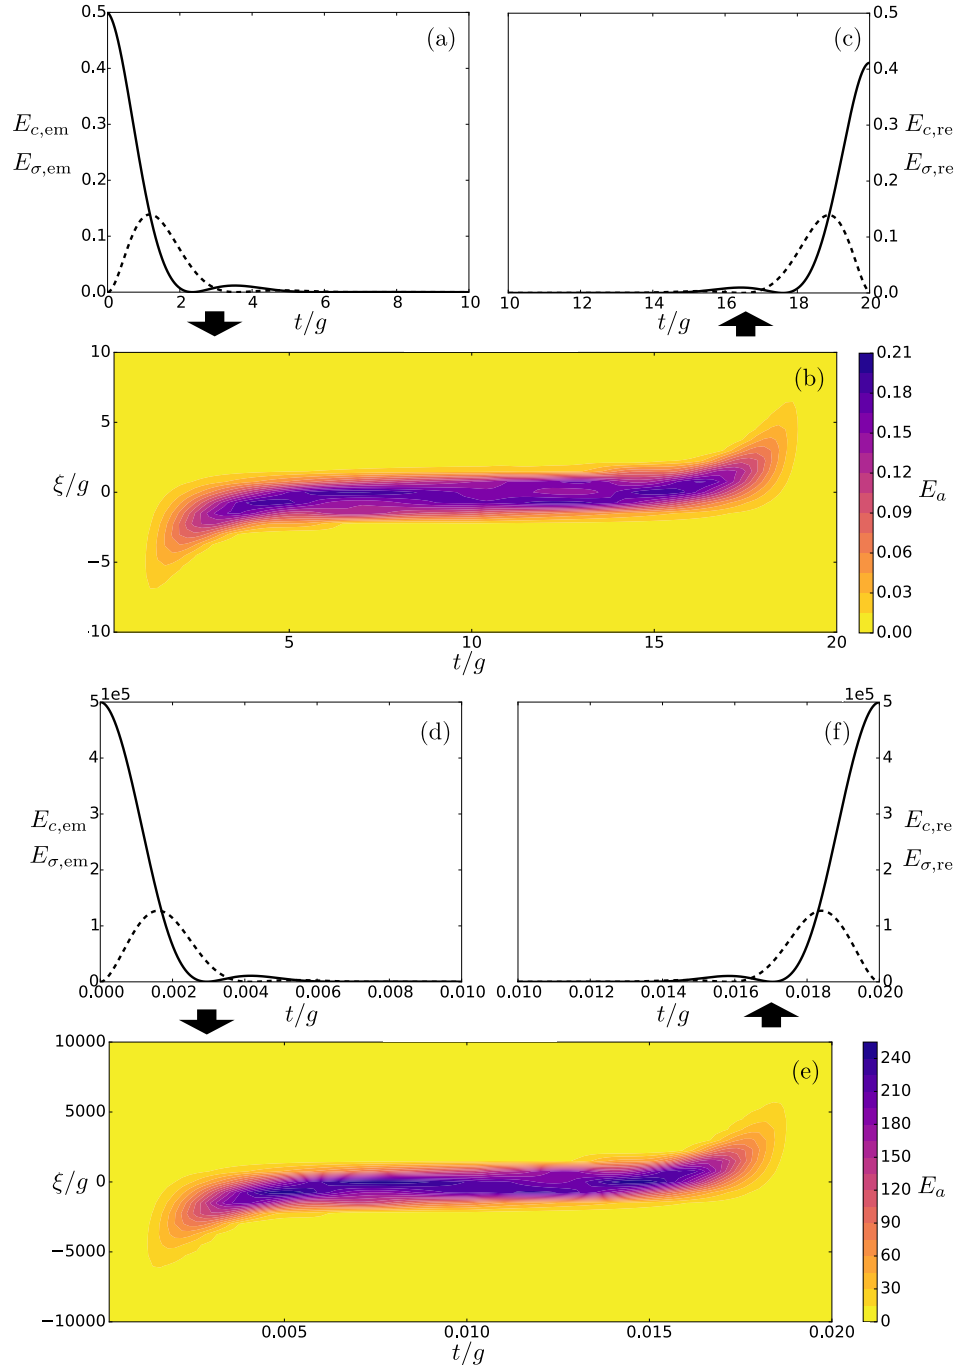 (a)
0.5
0.4
0.3
0.2
0.1
0.0
E_{c,em}
E_{σ,em}
0 2 4 6 8 10
t/g
(c)
0.5
0.4
0.3
0.2
0.1
0.0
E_{c,re}
E_{σ,re}
10 12 14 16 18 20
t/g
(b)
10
5
0
−5
·10
ξ/g
5 10 15 20
t/g
0.21
0.18
0.15
0.12
0.09
0.06
0.03
0.00
E_a
(d)
1e5
5
4
3
2
1
0
E_{c,em}
E_{σ,em}
0.000 0.002 0.004 0.006 0.008 0.010
t/g
(f)
1e5
5
4
3
2
1
0
E_{c,re}
E_{σ,re}
0.010 0.012 0.014 0.016 0.018 0.020
t/g
(e)
10000
5000
0
−5000
−10000
ξ/g
0.005 0.010 0.015 0.020
t/g
240
210
180
150
120
90
60
30
0
E_a